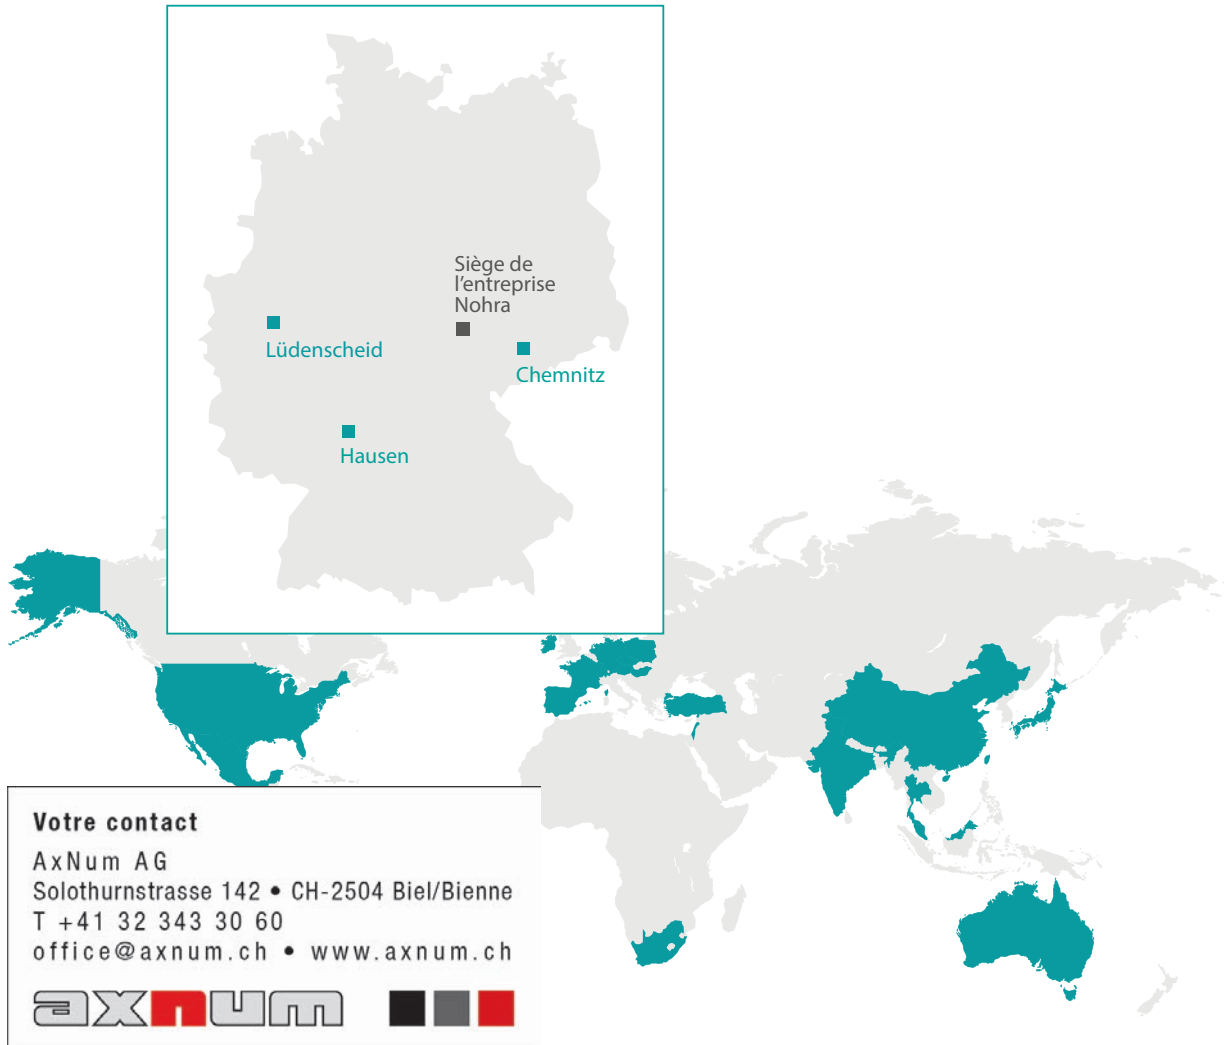 Siège de
l'entreprise
Nohra
Lüdenscheid
Chemnitz
Hausen
Votre contact
AxNum AG
Solothurnstrasse 142 • CH-2504 Biel/Bienne
T +41 32 343 30 60
office@axnum.ch • www.axnum.ch
axnum